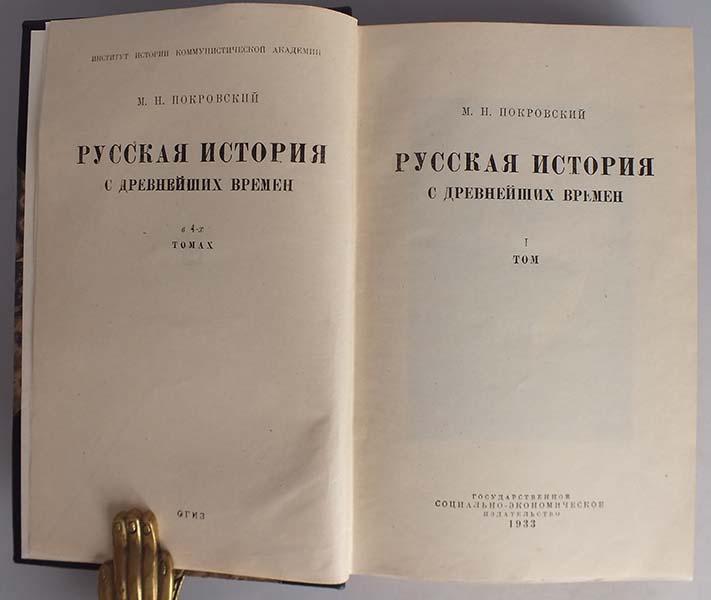 ИНСТИТУТ ИСТОРИИ КОММУНИСТИЧЕСКОЙ АКАДЕМИИ
М. Н. ПОКРОВСКИЙ
РУССКАЯ ИСТОРИЯ
С ДРЕВНЕЙШИХ ВРЕМЕН
в 4-х
ТОМАХ
ОГИЗ
М. Н. ПОКРОВСКИЙ
РУССКАЯ ИСТОРИЯ
С ДРЕВНЕЙШИХ ВРЕМЕН
I
ТОМ
ГОСУДАРСТВЕННОЕ
СОЦИАЛЬНО-ЭКОНОМИЧЕСКОЕ
ИЗДАТЕЛЬСТВО
1933